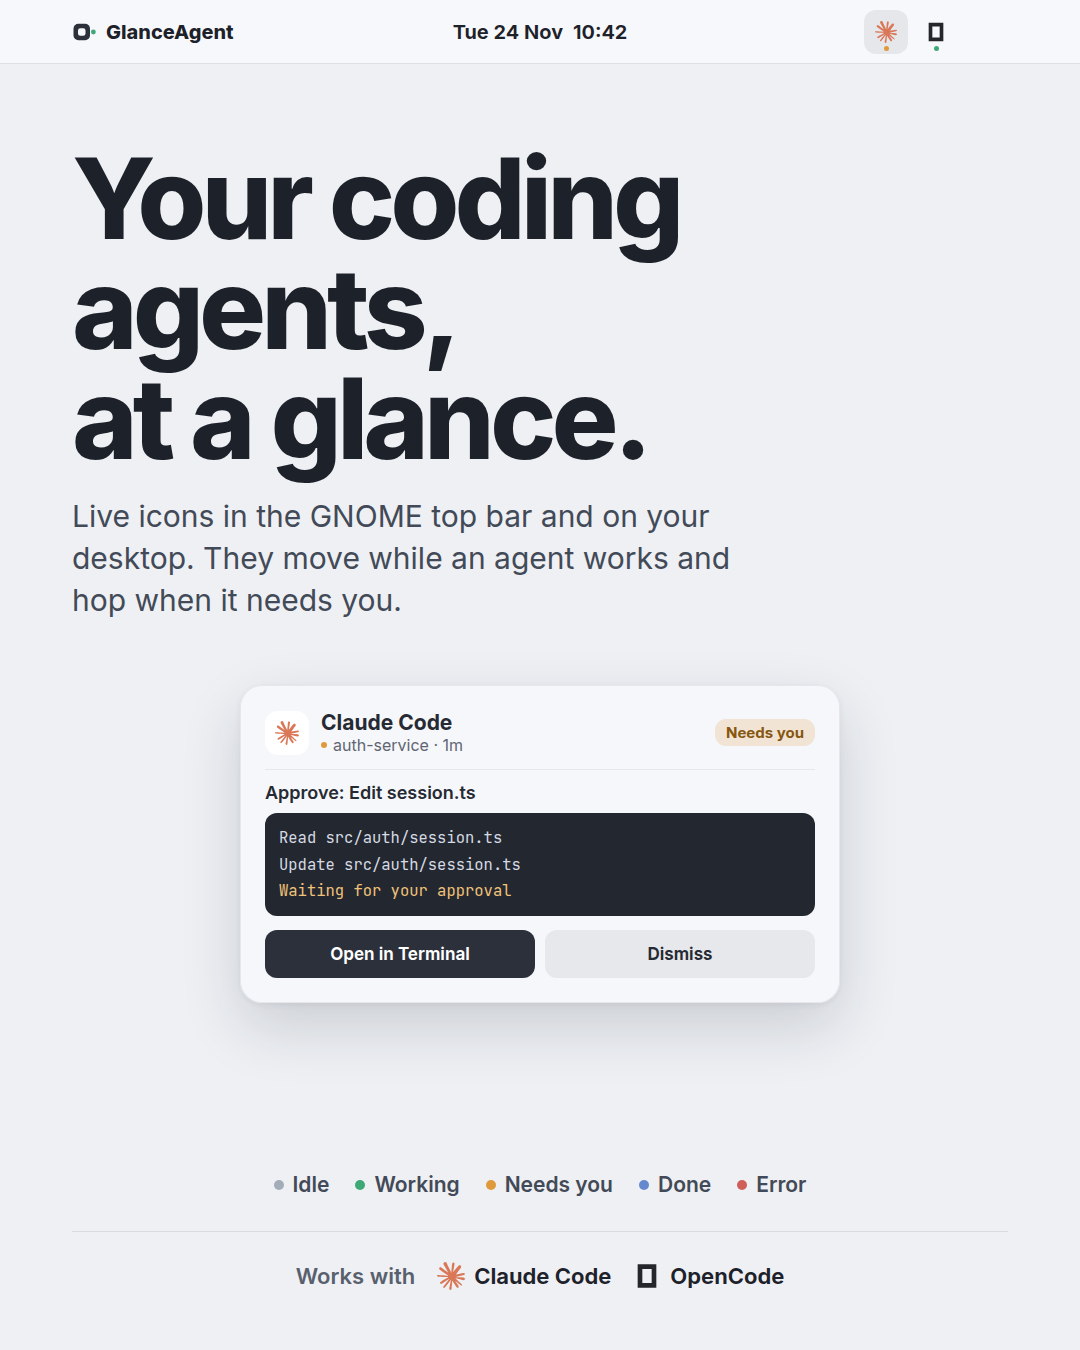 GlanceAgent
Tue 24 Nov 10:42
Your coding
agents,
at a glance.
Live icons in the GNOME top bar and on your
desktop. They move while an agent works and
hop when it needs you.
Claude Code
auth-service · 1m
Needs you
Approve: Edit session.ts
Read src/auth/session.ts
Update src/auth/session.ts
Waiting for your approval
Open in Terminal
Dismiss
Idle
Working
Needs you
Done
Error
Works with
Claude Code
OpenCode